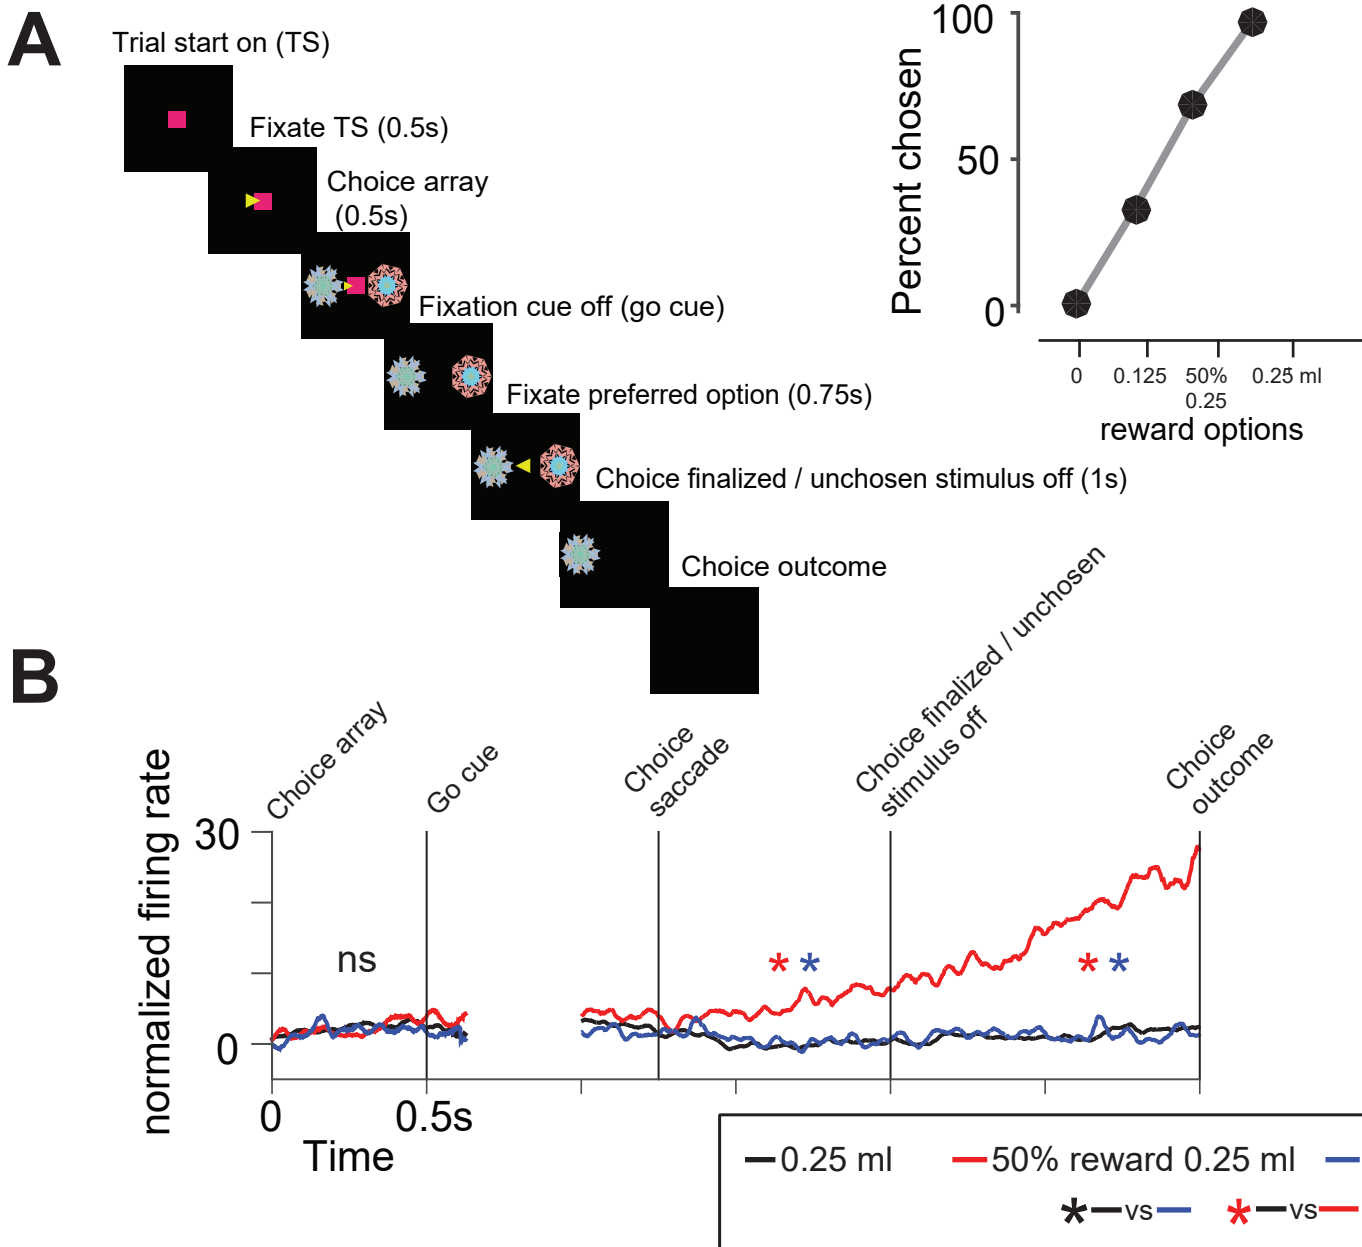 A
Trial start on (TS)
Fixate TS (0.5s)
Choice array
(0.5s)
Fixation cue off (go cue)
Fixate preferred option (0.75s)
Choice finalized / unchosen stimulus off (1s)
Choice outcome
Percent chosen
100
50
0
0
0.125
50%
0.25
0.25 ml
reward options
B
Choice array
Go cue
Choice
saccade
Choice finalized / unchosen
stimulus off
Choice
outcome
normalized firing rate
30
0
ns
* *
* *
0
0.5s
Time
0.25 ml
50% reward 0.25 ml
* vs
* vs